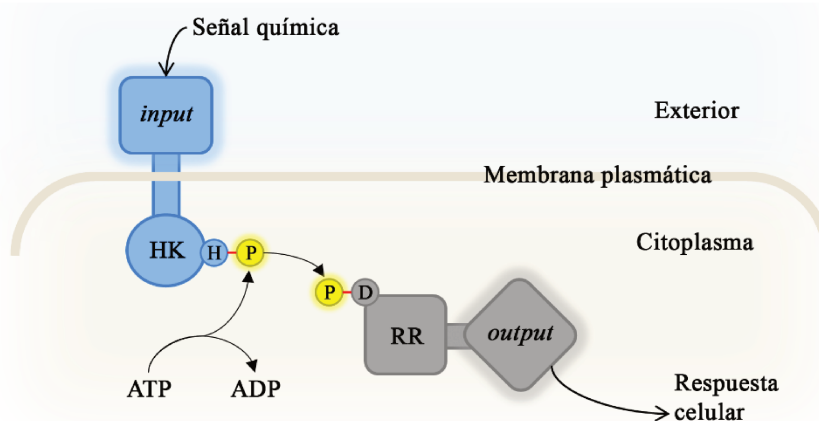 Señal química
input
Exterior
Membrana plasmática
HK
H
P
Citoplasma
P
D
RR
output
ATP
ADP
Respuesta
celular